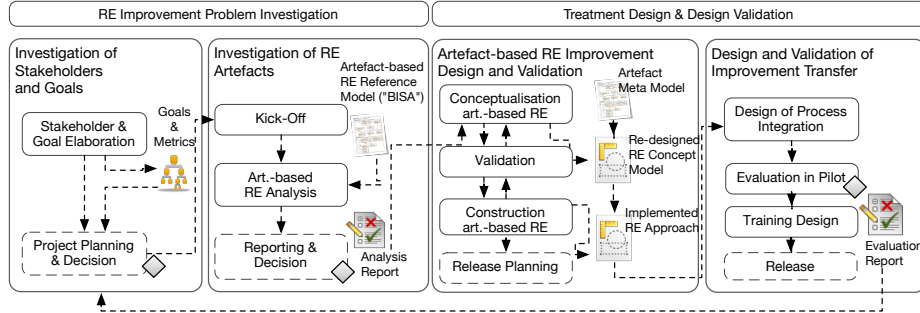 RE Improvement Problem Investigation
Treatment Design & Design Validation
Investigation of
Stakeholders
and Goals
Stakeholder &
Goal Elaboration
Goals
&
Metrics
Project Planning
& Decision
Investigation of RE
Artefacts
Artefact-based
RE Reference
Model ("BISA")
Kick-Off
Art.-based
RE Analysis
Reporting &
Decision
Analysis
Report
Artefact-based RE Improvement
Design and Validation
Artefact
Meta Model
Conceptualisation
art.-based RE
Validation
Re-designed
RE Concept
Model
Construction
art.-based RE
Implemented
RE Approach
Release Planning
Design and Validation of
Improvement Transfer
Design of Process
Integration
Evaluation in Pilot
Training Design
Release
Evaluation
Report